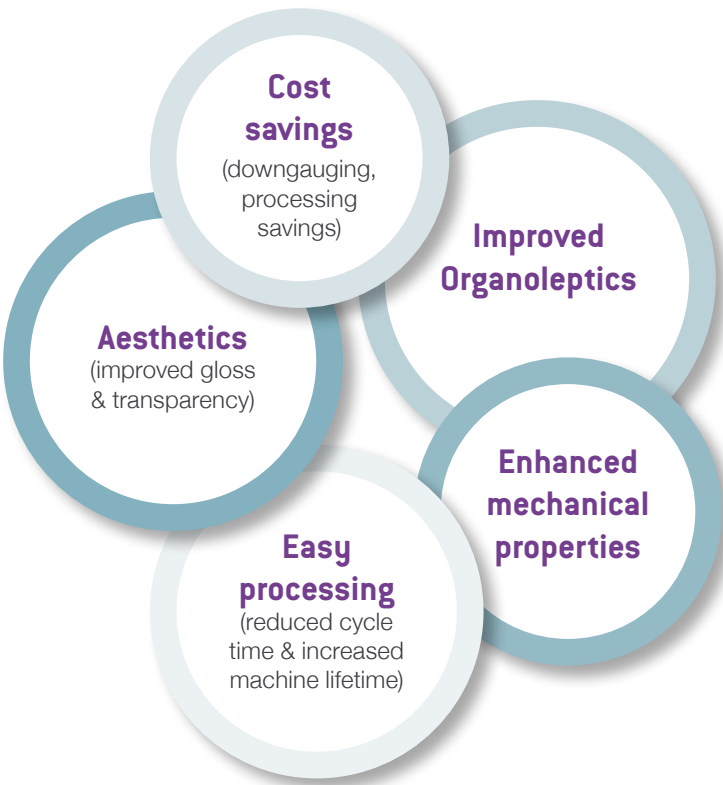 Cost
savings
(downgauging,
processing
savings)
Improved
Organoleptics
Aesthetics
(improved gloss
& transparency)
Enhanced
mechanical
properties
Easy
processing
(reduced cycle
time & increased
machine lifetime)